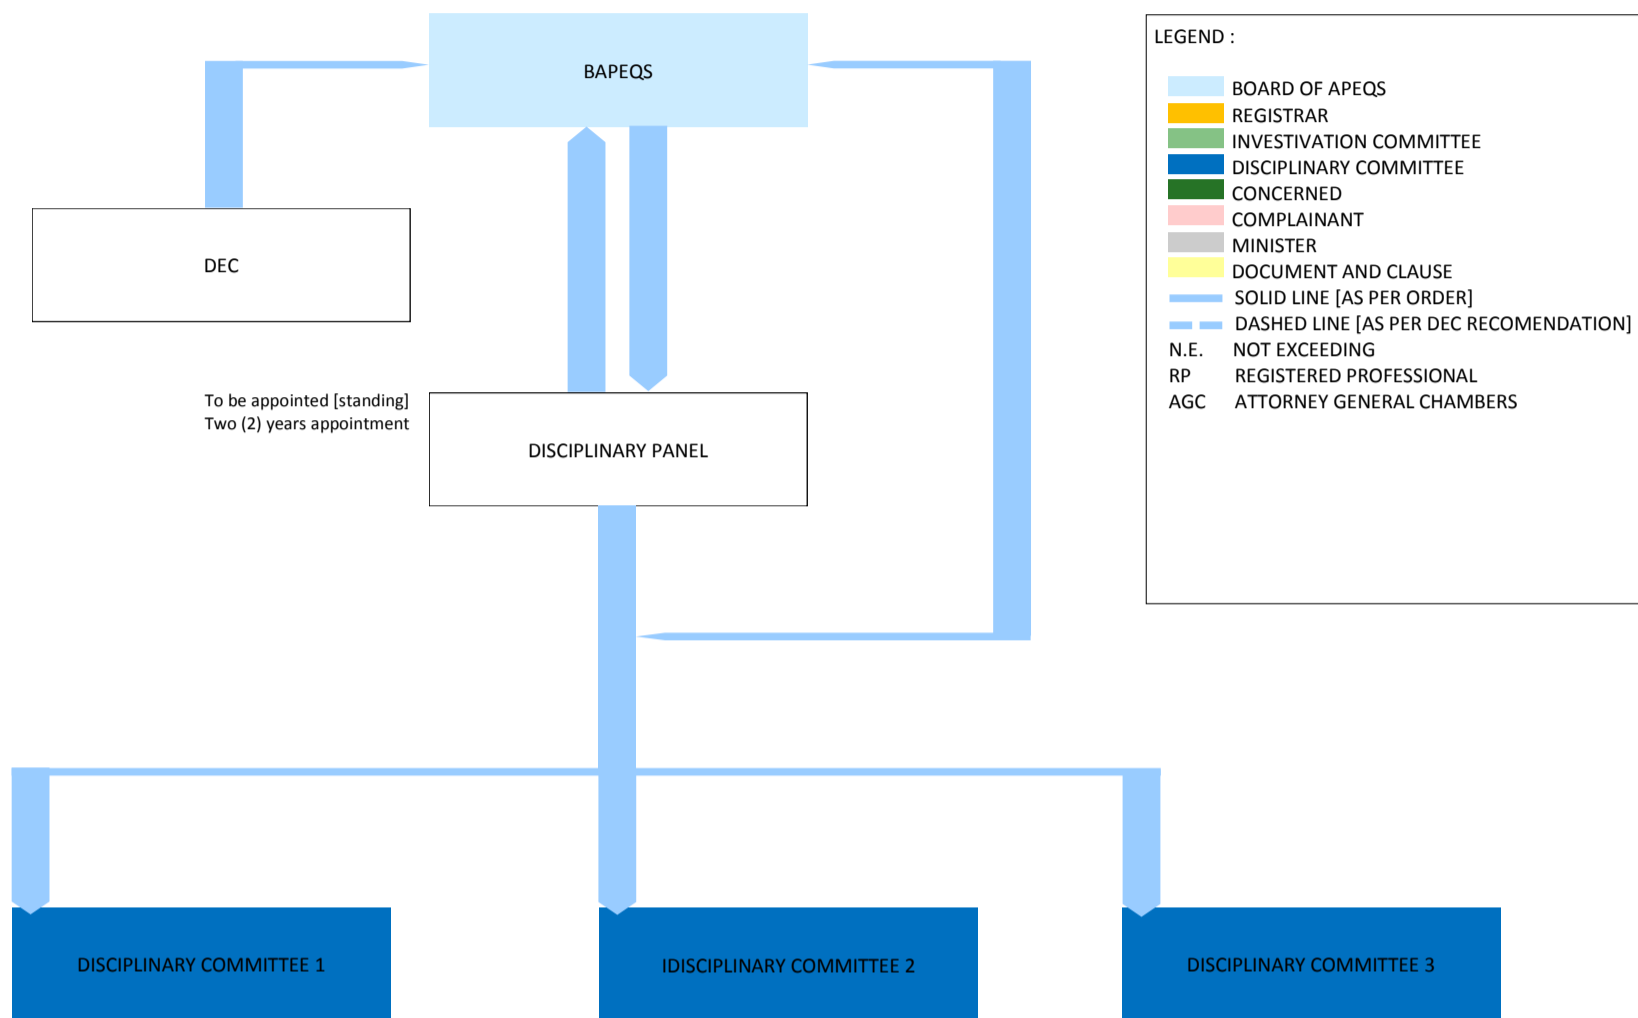 BAPEQS
DEC
To be appointed [standing]
Two (2) years appointment
DISCIPLINARY PANEL
DISCIPLINARY COMMITTEE 1
IDISCIPLINARY COMMITTEE 2
DISCIPLINARY COMMITTEE 3
LEGEND :
BOARD OF APEQS
REGISTRAR
INVESTIVATION COMMITTEE
DISCIPLINARY COMMITTEE
CONCERNED
COMPLAINANT
MINISTER
DOCUMENT AND CLAUSE
SOLID LINE [AS PER ORDER]
DASHED LINE [AS PER DEC RECOMENDATION]
N.E. NOT EXCEEDING
RP REGISTERED PROFESSIONAL
AGC ATTORNEY GENERAL CHAMBERS